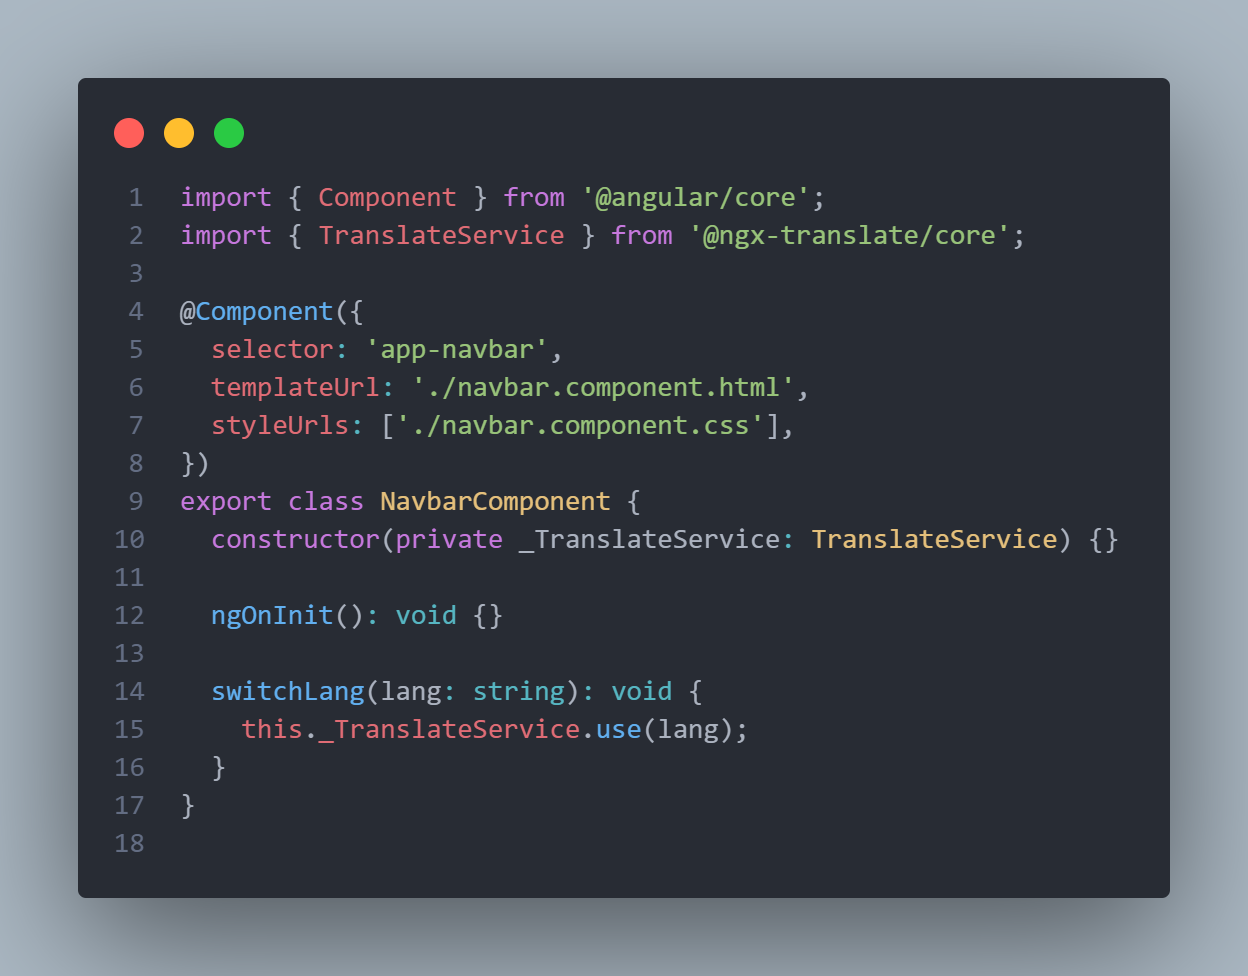 1 import { Component } from '@angular/core';
2 import { TranslateService } from '@ngx-translate/core';
3
4 @Component({
5   selector: 'app-navbar',
6   templateUrl: './navbar.component.html',
7   styleUrls: ['./navbar.component.css'],
8 })
9 export class NavbarComponent {
10   constructor(private _TranslateService: TranslateService) {}
11
12   ngOnInit(): void {}
13
14   switchLang(lang: string): void {
15     this._TranslateService.use(lang);
16   }
17 }
18